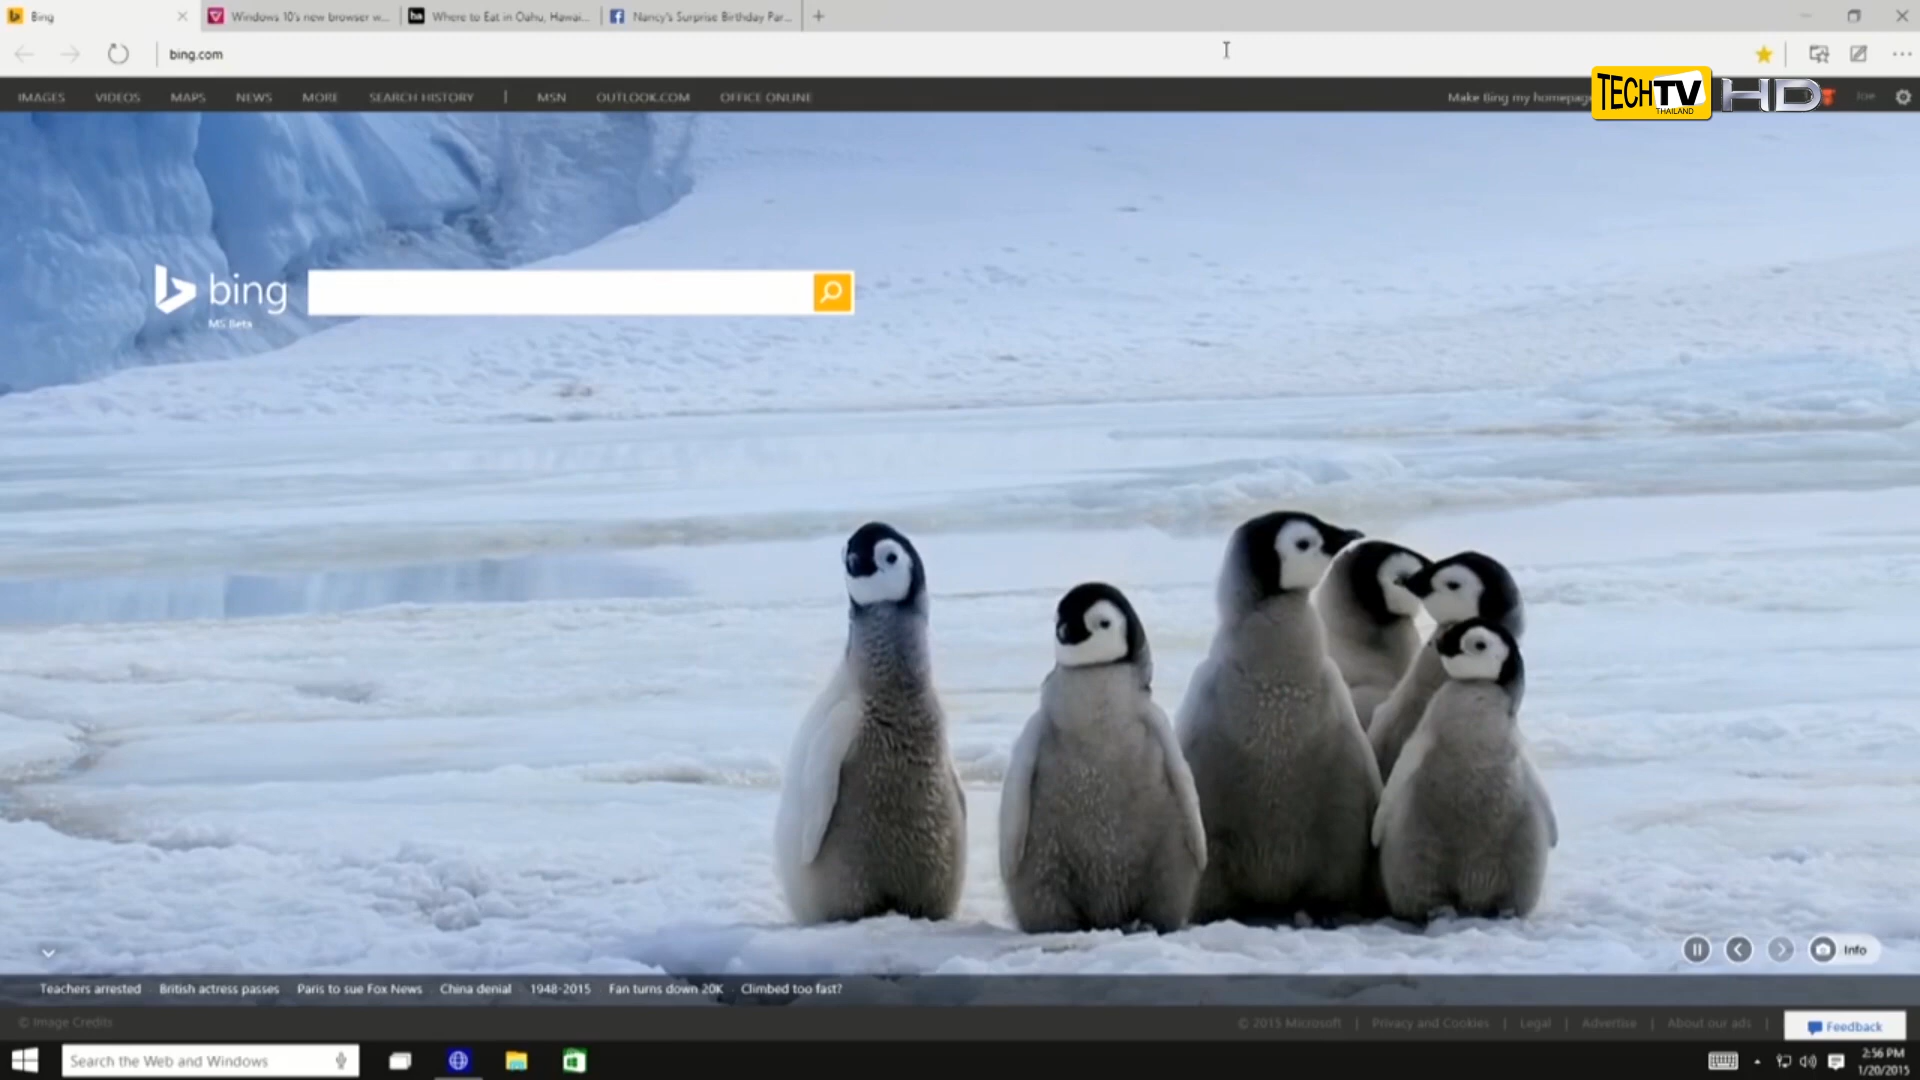 Bing
Windows 10's new browser w...
Where to Eat in Oahu, Hawai...
Nancy's Surprise Birthday Par...
bing.com
IMAGES VIDEOS MAPS NEWS MORE SEARCH HISTORY | MSN OUTLOOK.COM OFFICE ONLINE
Make Bing my homepage
Joe
TECHTV HD
THAILAND
bing
MS Beta
Info
Teachers arrested · British actress passes · Paris to sue Fox News · China denial · 1948-2015 · Fan turns down 20K · Climbed too fast?
© Image Credits
© 2015 Microsoft | Privacy and Cookies | Legal | Advertise | About our ads |
Feedback
Search the Web and Windows
2:56 PM
1/20/2015